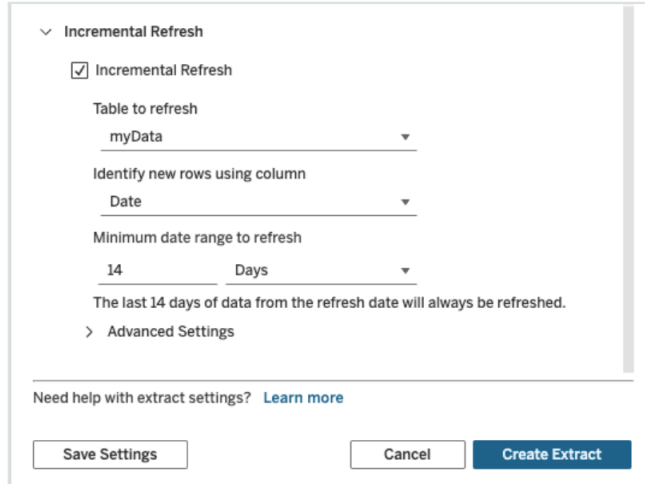 Incremental Refresh
Incremental Refresh
Table to refresh
myData
Identify new rows using column
Date
Minimum date range to refresh
14 Days
The last 14 days of data from the refresh date will always be refreshed.
Advanced Settings
Need help with extract settings? Learn more
Save Settings Cancel Create Extract